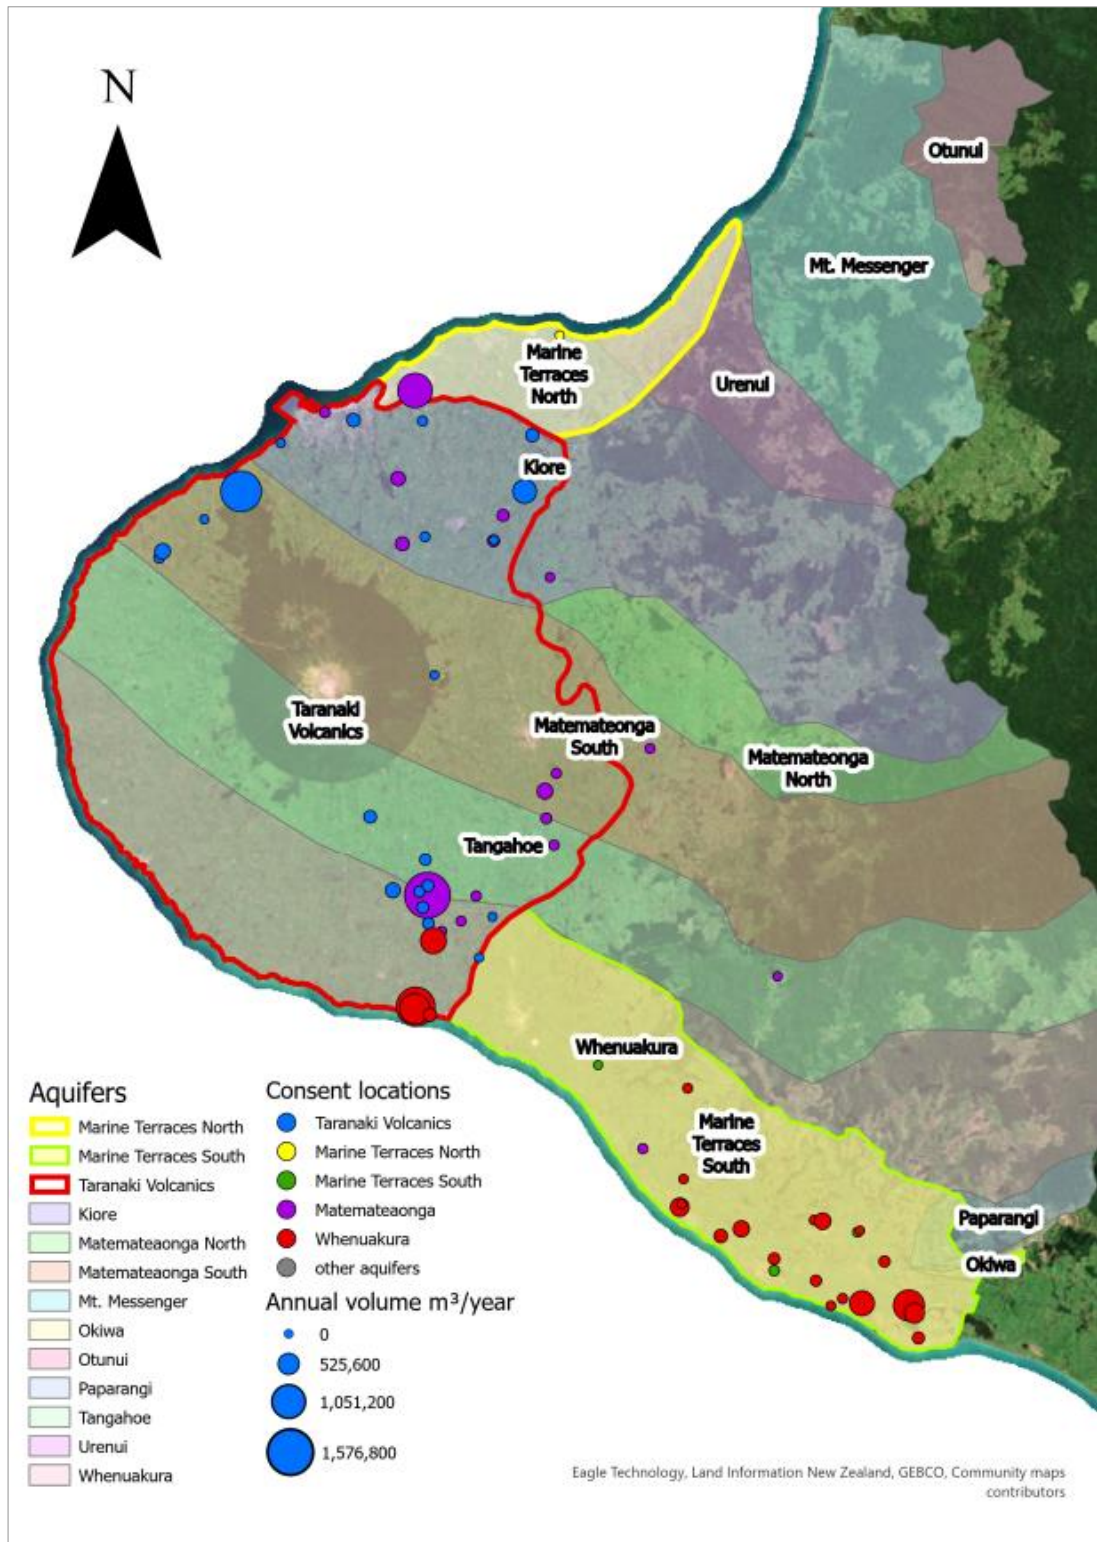 N
Otunui
Mt. Messenger
Marine
Terraces
North
Urenui
Kiore
Taranaki
Volcanics
Matemateonga
South
Matemateonga
North
Tangahoe
Whenuakura
Marine
Terraces
South
Paparangi
Okiwa
Aquifers
Marine Terraces North
Marine Terraces South
Taranaki Volcanics
Kiore
Matemateaonga North
Matemateaonga South
Mt. Messenger
Okiwa
Otunui
Paparangi
Tangahoe
Urenui
Whenuakura
Consent locations
Taranaki Volcanics
Marine Terraces North
Marine Terraces South
Matemateaonga
Whenuakura
other aquifers
Annual volume m³/year
0
525,600
1,051,200
1,576,800
Eagle Technology, Land Information New Zealand, GEBCO, Community maps
contributors